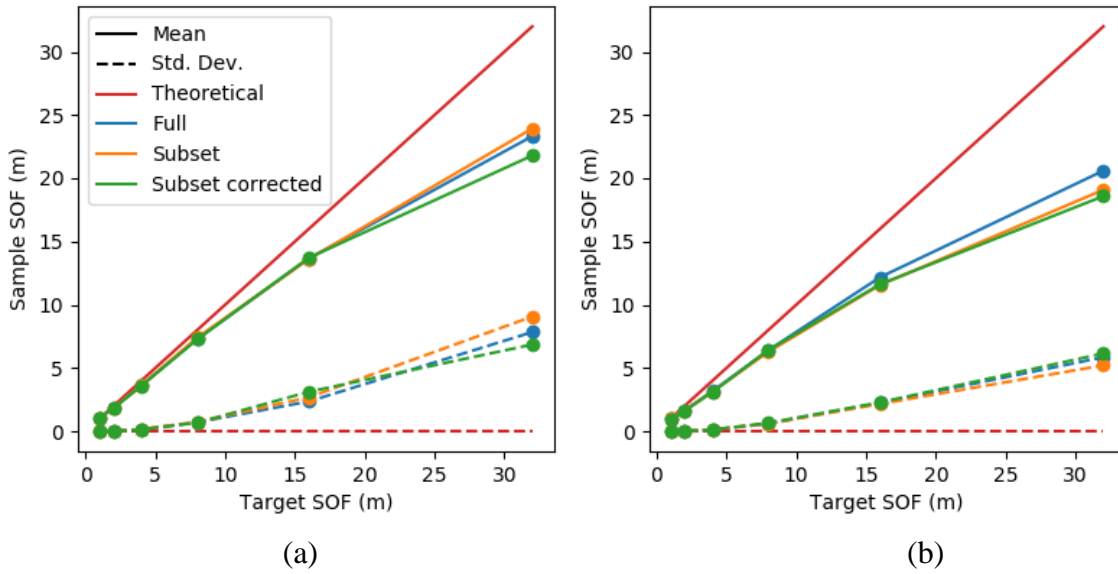 Mean
Std. Dev.
Theoretical
Full
Subset
Subset corrected
Sample SOF (m)
30
25
20
15
10
5
0
0 5 10 15 20 25 30
Target SOF (m)
(a)
Sample SOF (m)
30
25
20
15
10
5
0
0 5 10 15 20 25 30
Target SOF (m)
(b)